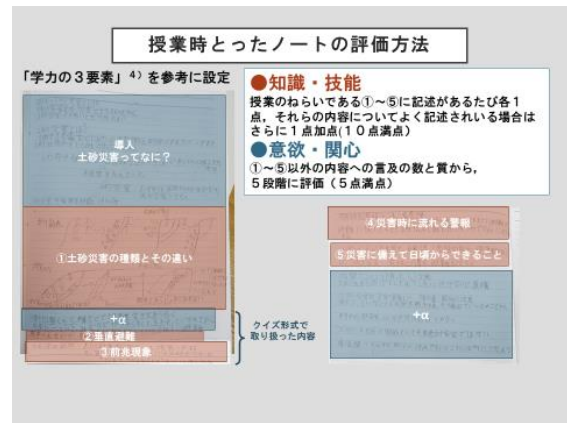 授業時とったノートの評価方法
「学力の3要素」4）を参考に設定
●知識・技能
授業のねらいである①〜⑤に記述があるたび各１
点，それらの内容についてよく記述されいる場合は
さらに１点加点(１０点満点）
●意欲・関心
①〜⑤以外の内容への言及の数と質から，
５段階に評価（５点満点）
導入
土砂災害ってなに？
①土砂災害の種類とその違い
+α
②垂直避難
③前兆現象
クイズ形式で
取り扱った内容
④災害時に流れる警報
⑤災害に備えて日頃からできること
+α